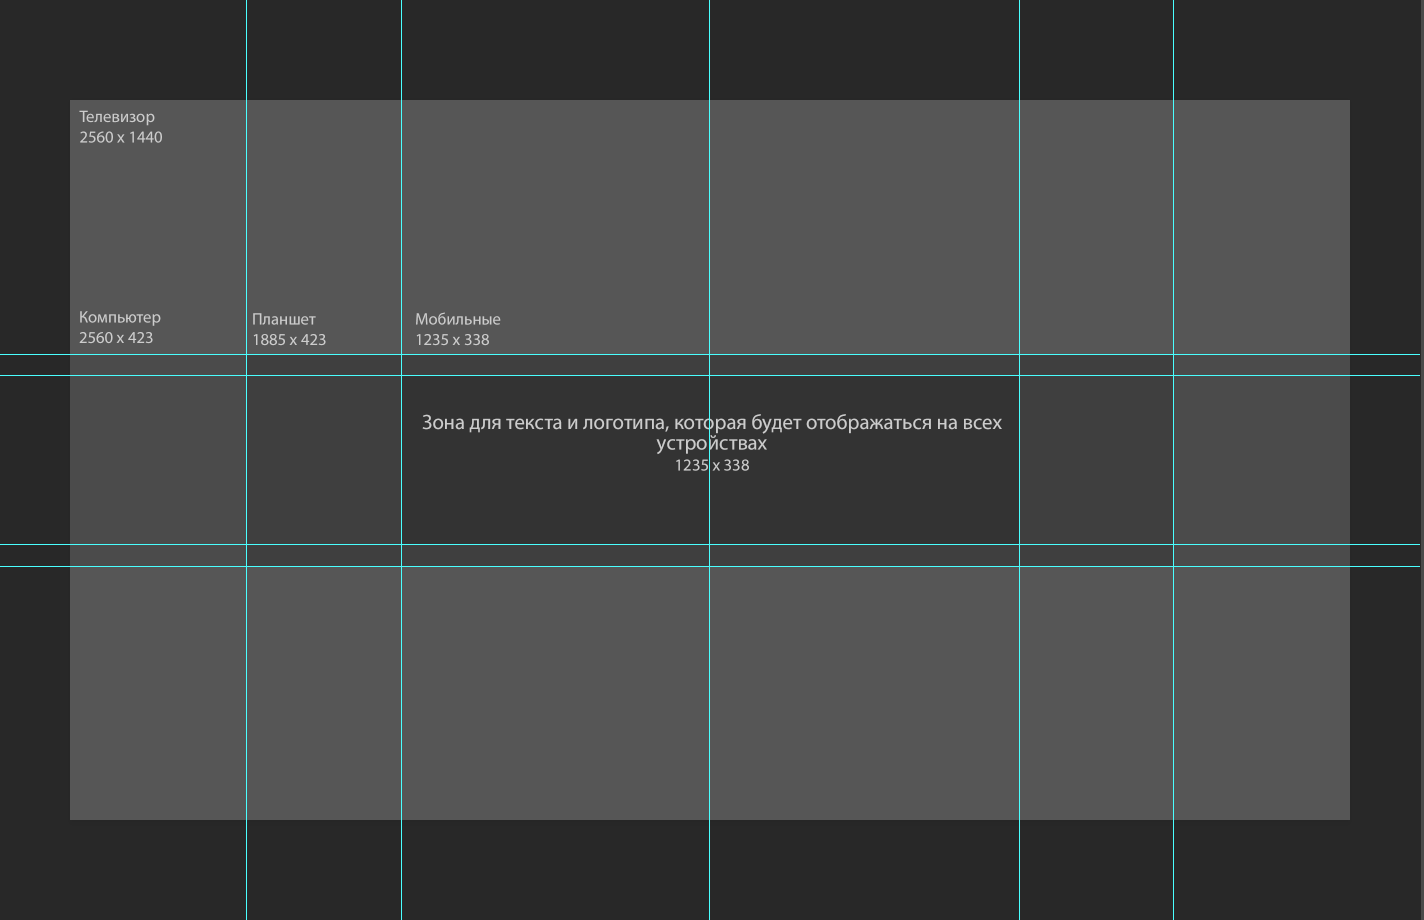 Телевизор
2560 x 1440
Компьютер
2560 x 423
Планшет
1885 x 423
Мобильные
1235 x 338
Зона для текста и логотипа, которая будет отображаться на всех
устройствах
1235 x 338